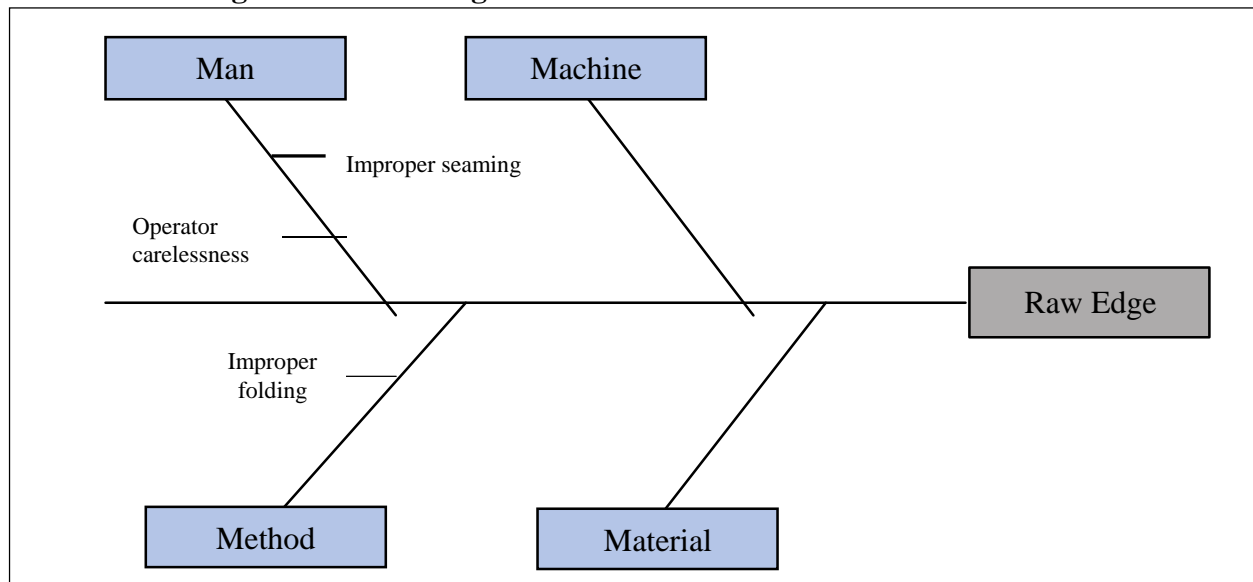 Man
Machine
Improper seaming
Operator
carelessness
Raw Edge
Improper
folding
Method
Material